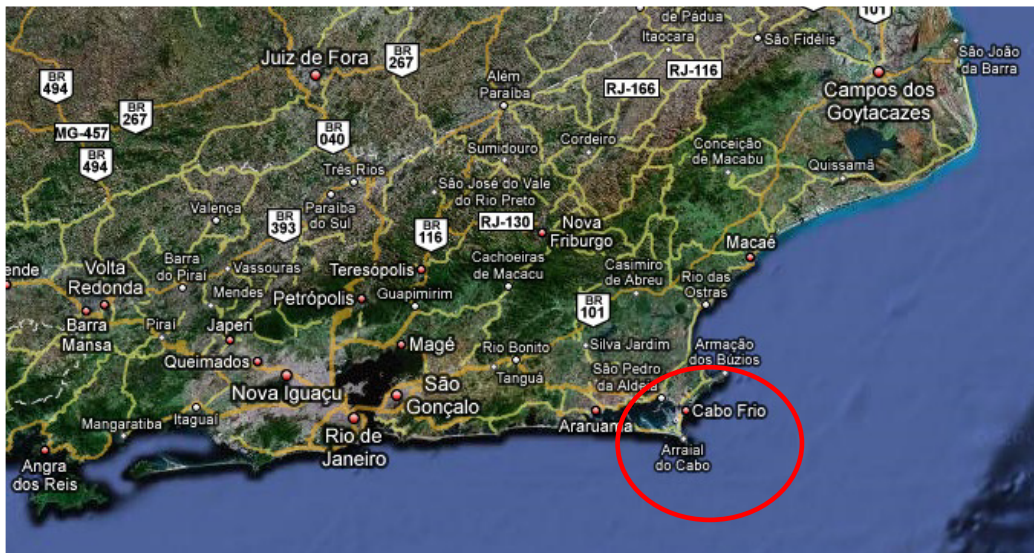 101
de Pádua
Itaocara
São Fidélis
São João
da Barra
BR
267
Juiz de Fora
BR
494
RJ-116
RJ-166
Além
Paraíba
Campos dos
Goytacazes
BR
267
MG-457
BR
040
Cordeiro
Conceição
de Macabu
BR
494
Sumidouro
Quissamã
Três Rios
São José do Vale
do Rio Preto
Valença
Paraíba
do Sul
BR
393
RJ-130
Nova
Friburgo
BR
116
Macaé
Barra
do Piraí
Vassouras
Teresópolis
Cachoeiras
de Macacu
Casimiro
de Abreu
Rio das
Ostras
ende
Volta
Redonda
Mendes
Petrópolis
Guapimirim
BR
101
Barra
Mansa
Piraí
Japeri
Magé
Rio Bonito
Silva Jardim
Armação
dos Búzios
Queimados
Tanguá
São Pedro
da Aldeia
Nova Iguaçu
São
Gonçalo
Mangaratiba
Itaguaí
Rio de
Janeiro
Araruama
Cabo Frio
Arraial
do Cabo
Angra
dos Reis